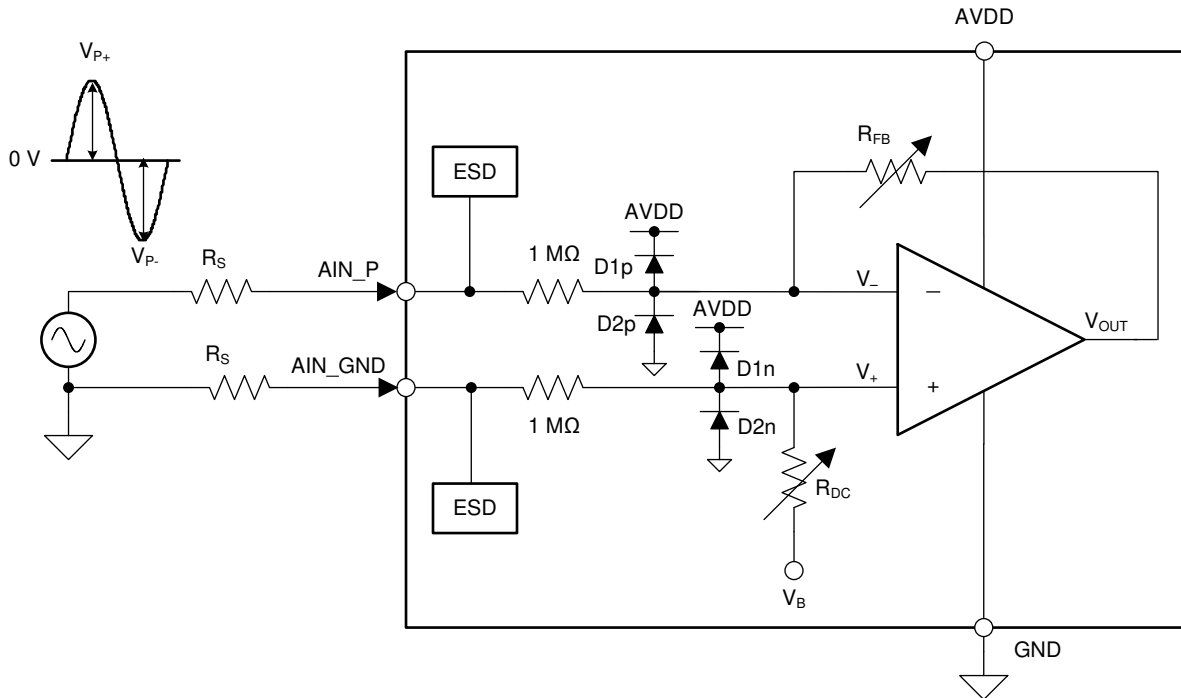 AVDD
V_P+
R_FB
0 V
ESD
AVDD
V_P-
1 MΩ
R_S
AIN_P
D1p
V_–
–
D2p
AVDD
V_OUT
R_S
AIN_GND
D1n
V_+
+
1 MΩ
D2n
R_DC
ESD
V_B
GND